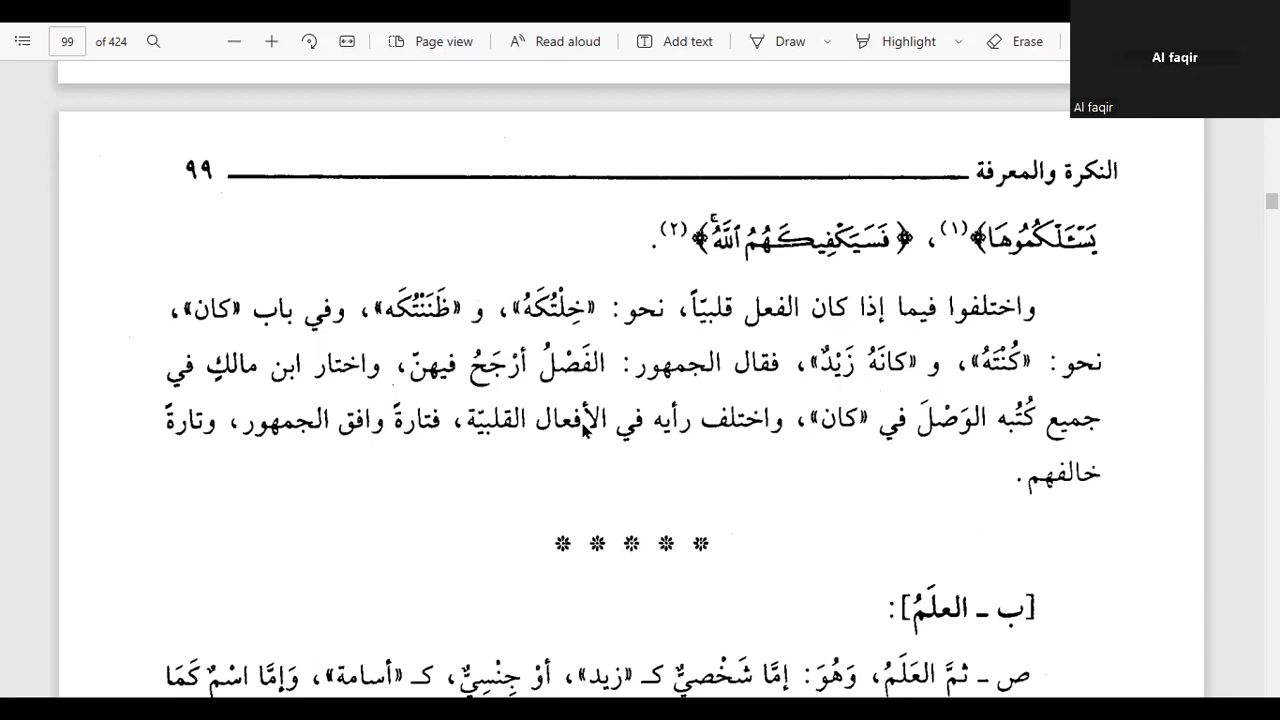 99 of 424 Page view Read aloud Add text Draw Highlight Erase
Al faqir
Al faqir
النكرة والمعرفة ٩٩
يَسْـَٔلْكُمُوهَا﴾(١)، ﴿فَسَيَكْفِيكَهُمُ ٱللَّهُ﴾(٢).
واختلفوا فيما إذا كان الفعل قلبيّاً، نحو: «خِلْتُكَهُ»، و «ظَنَنْتُكَه»، وفي باب «كان»،
نحو: «كُنْتَهُ»، و «كانَهُ زَيْدٌ»، فقال الجمهور: الفَصْلُ أرْجَحُ فيهنّ، واختار ابن مالكٍ في
جميع كُتُبه الوَصْلَ في «كان»، واختلف رأيه في الأفعال القلبيّة، فتارةً وافق الجمهور، وتارةً
خالفهم.
❊ ❊ ❊ ❊ ❊
[ب ـ العلَمُ]:
ص ـ ثمَّ العَلَمُ، وَهُوَ: إمَّا شَخْصيٌّ كـ «زيد»، أوْ جِنْسِيٌّ، كـ «أسامة»، وَإمَّا اسْمٌ كَمَا